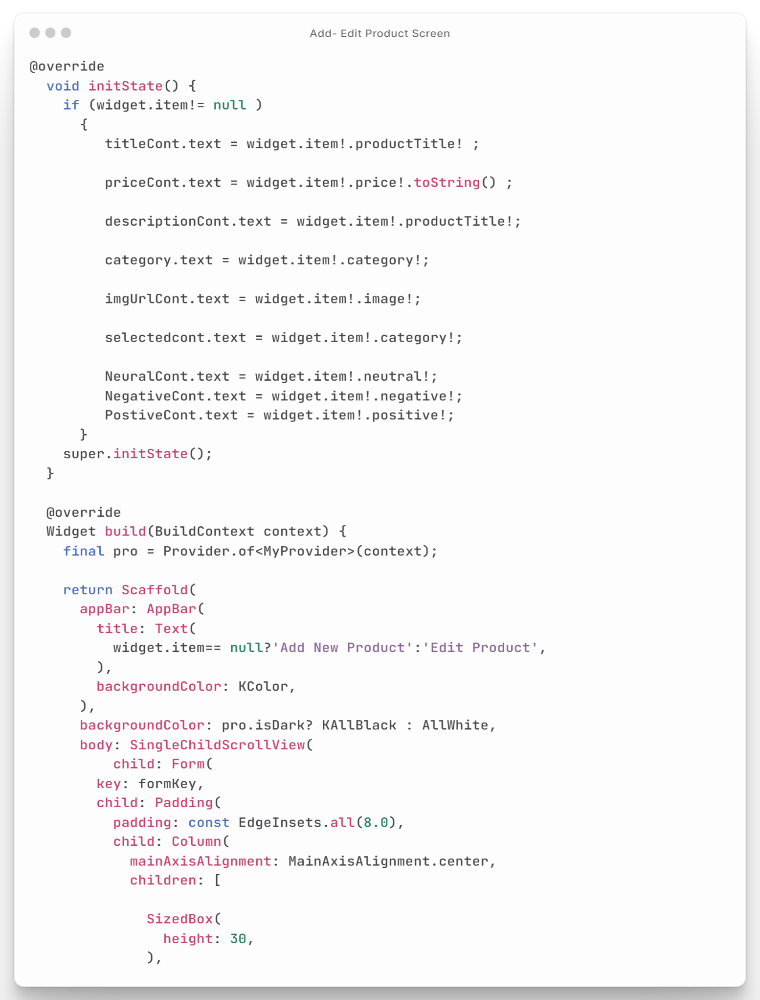 Add- Edit Product Screen
@override
void initState() {
if (widget.item!= null )
{
titleCont.text = widget.item!.productTitle! ;
priceCont.text = widget.item!.price!.toString() ;
descriptionCont.text = widget.item!.productTitle!;
category.text = widget.item!.category!;
imgUrlCont.text = widget.item!.image!;
selectedcont.text = widget.item!.category!;
NeuralCont.text = widget.item!.neutral!;
NegativeCont.text = widget.item!.negative!;
PostiveCont.text = widget.item!.positive!;
}
super.initState();
}
@override
Widget build(BuildContext context) {
final pro = Provider.of<MyProvider>(context);
return Scaffold(
appBar: AppBar(
title: Text(
widget.item== null?'Add New Product':'Edit Product',
),
backgroundColor: KColor,
),
backgroundColor: pro.isDark? KAllBlack : AllWhite,
body: SingleChildScrollView(
child: Form(
key: formKey,
child: Padding(
padding: const EdgeInsets.all(8.0),
child: Column(
mainAxisAlignment: MainAxisAlignment.center,
children: [
SizedBox(
height: 30,
),